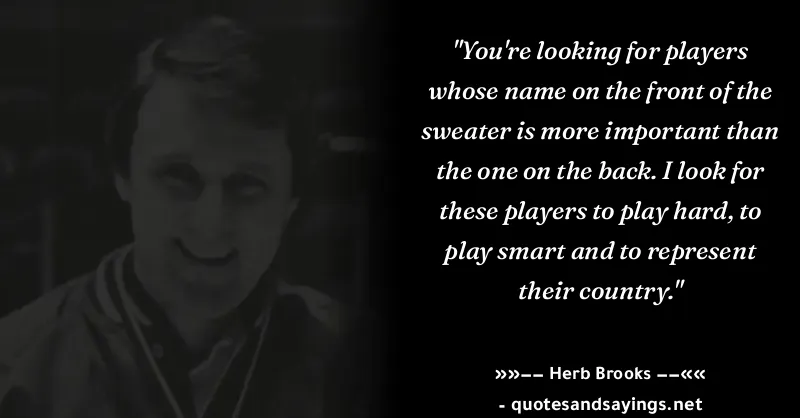 "You're looking for players
whose name on the front of the
sweater is more important than
the one on the back. I look for
these players to play hard, to
play smart and to represent
their country."
»»—— Herb Brooks ——««
- quotesandsayings.net